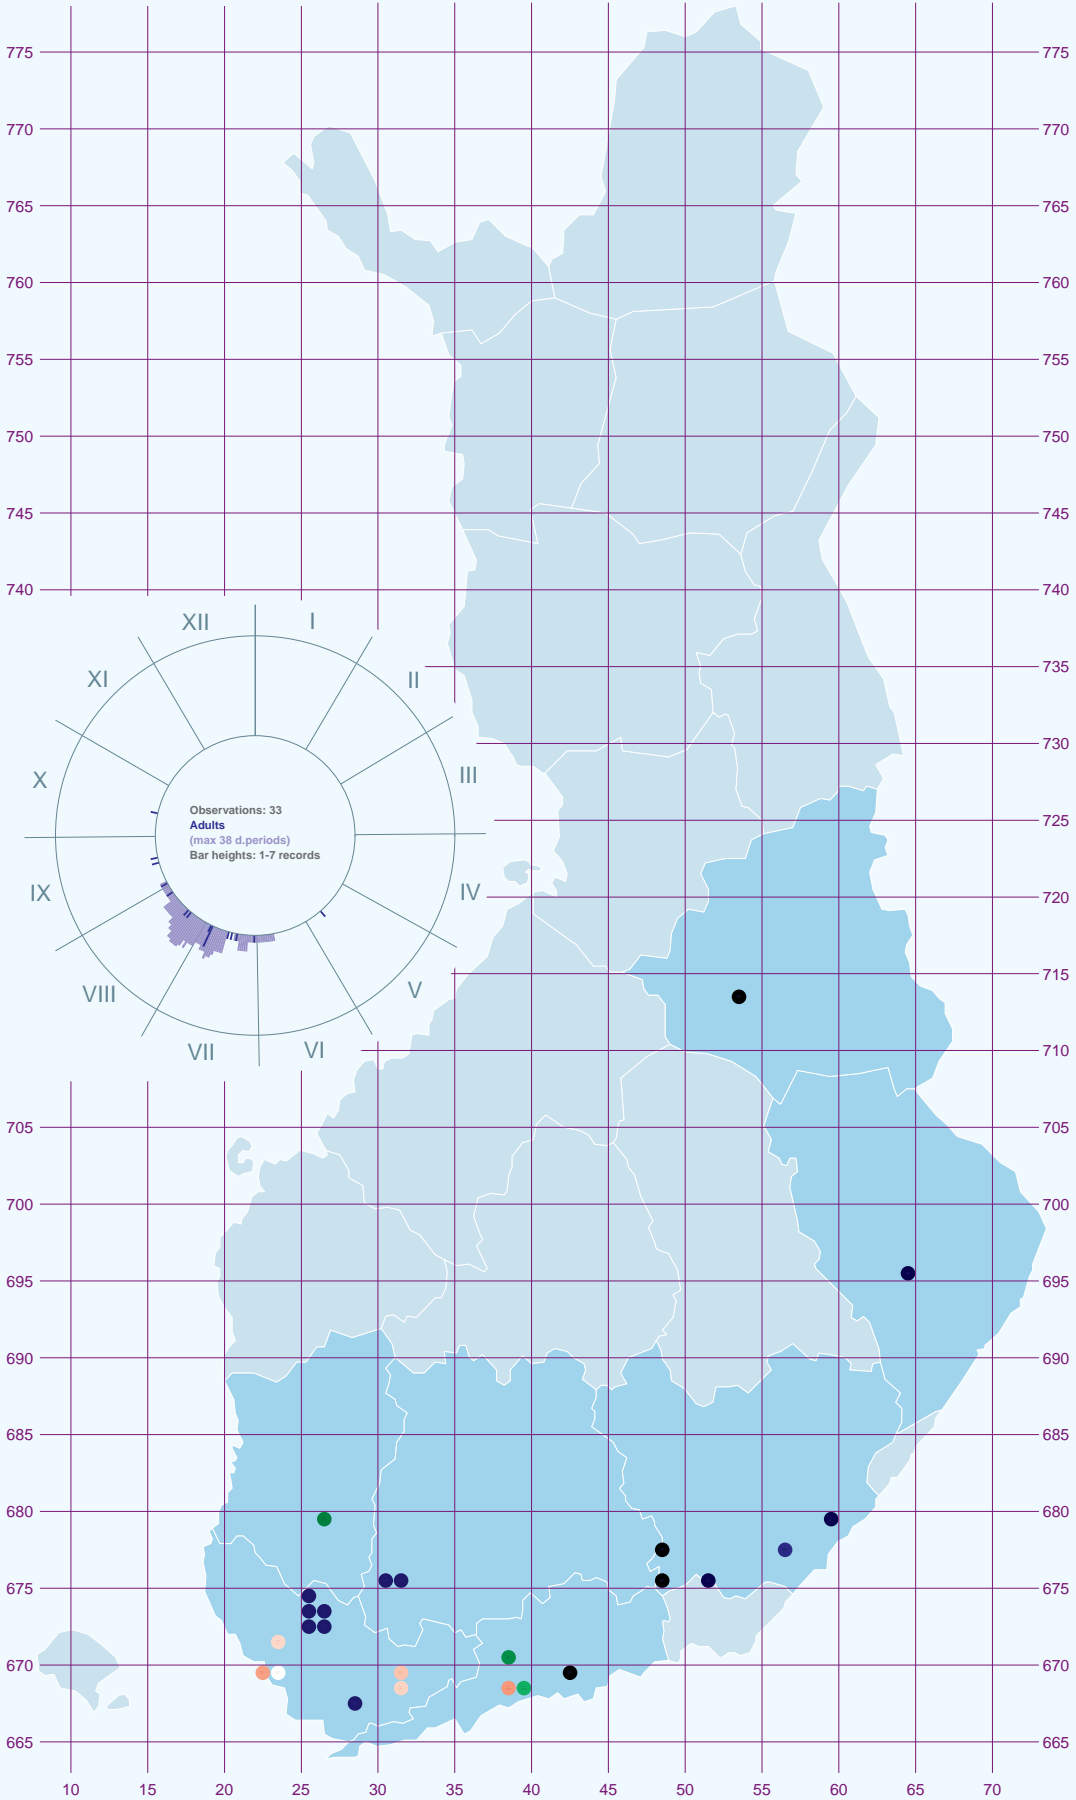 775 775
770 770
765 765
760 760
755 755
750 750
745 745
740 740
XII I
XI II
735
730
X III
725
Observations: 33
Adults
(max 38 d.periods)
Bar heights: 1-7 records
IX IV
720
715
VIII V
VII VI
710
705 705
700 700
695 695
690 690
685 685
680 680
675 675
670 670
665 665
10 15 20 25 30 35 40 45 50 55 60 65 70